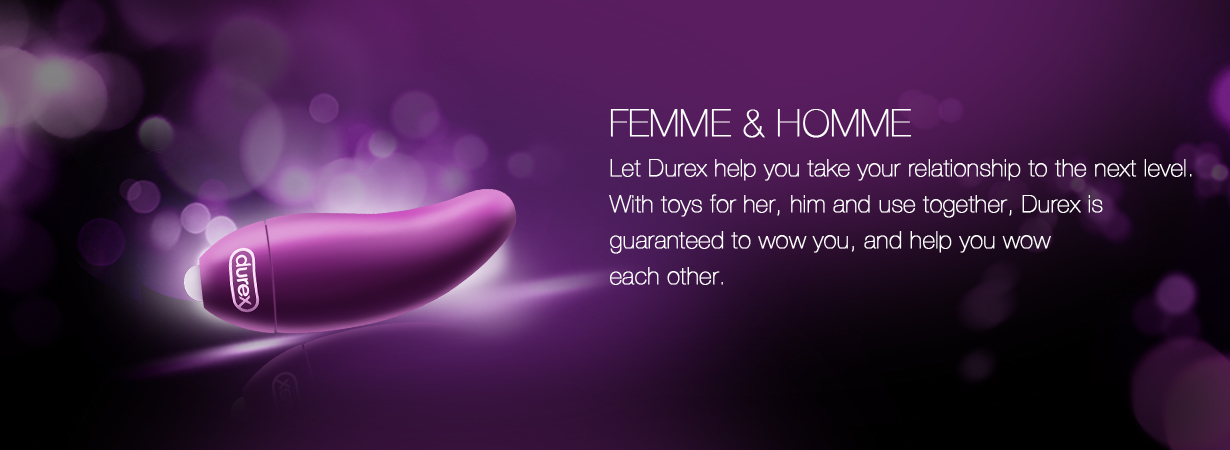 FEMME & HOMME
Let Durex help you take your relationship to the next level.
With toys for her, him and use together, Durex is
guaranteed to wow you, and help you wow
each other.
durex